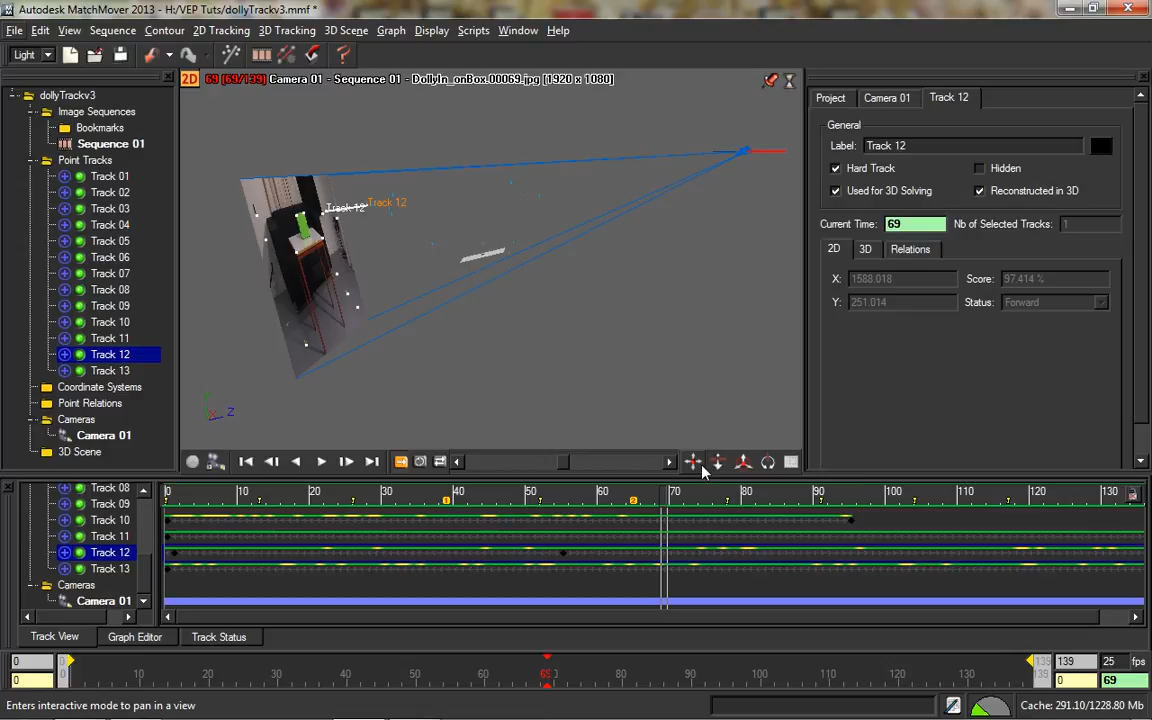 Autodesk MatchMover 2013 - H:/VEP Tuts/dollyTrackv3.mmf *
File Edit View Sequence Contour 2D Tracking 3D Tracking 3D Scene Graph Display Scripts Window Help
Light
dollyTrackv3
Image Sequences
Bookmarks
Sequence 01
Point Tracks
Track 01
Track 02
Track 03
Track 04
Track 05
Track 06
Track 07
Track 08
Track 09
Track 10
Track 11
Track 12
Track 13
Coordinate Systems
Point Relations
Cameras
Camera 01
3D Scene
2D 69 (69/139) Camera 01 - Sequence 01 - DollyIn_onBox.00069.jpg [1920 x 1080]
Track 12 Track 12
Y X Z
Project Camera 01 Track 12
General
Label: Track 12
Hard Track Hidden
Used for 3D Solving Reconstructed in 3D
Current Time: 69 Nb of Selected Tracks: 1
2D 3D Relations
X: 1588.018 Score: 97.414 %
Y: 251.014 Status: Forward
0 10 20 30 40 50 60 70 80 90 100 110 120 130
1 2
Track 08
Track 09
Track 10
Track 11
Track 12
Track 13
Cameras
Camera 01
Track View Graph Editor Track Status
0 0 139 139 25 fps
0 0 10 20 30 40 50 60 69 80 90 100 110 120 130 139 0 69
Enters interactive mode to pan in a view
Cache: 291.10/1228.80 Mb